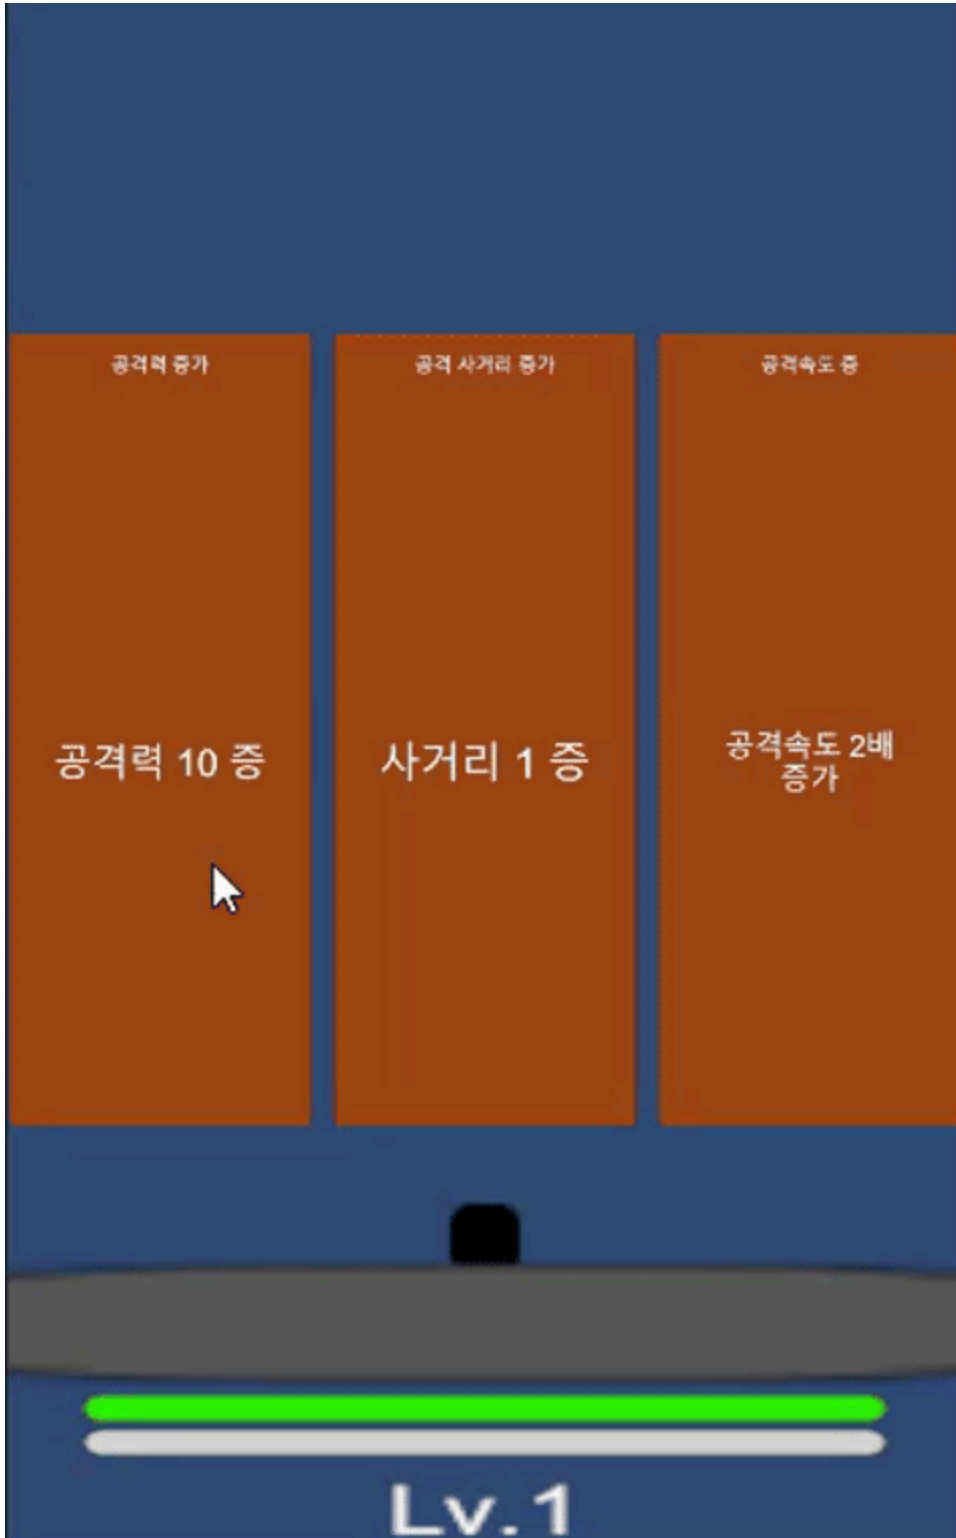 공격력 증가
공격력 10 증
공격 사거리 증가
사거리 1 증
공격속도 증
공격속도 2배
증가
Lv.1